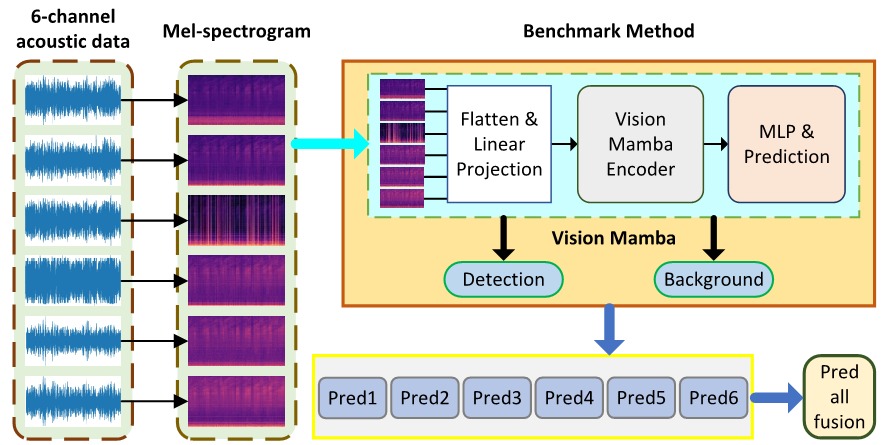 6-channel
acoustic data
Mel-spectrogram
Benchmark Method
Flatten &
Linear
Projection
Vision
Mamba
Encoder
MLP &
Prediction
Vision Mamba
Detection
Background
Pred1
Pred2
Pred3
Pred4
Pred5
Pred6
Pred
all
fusion